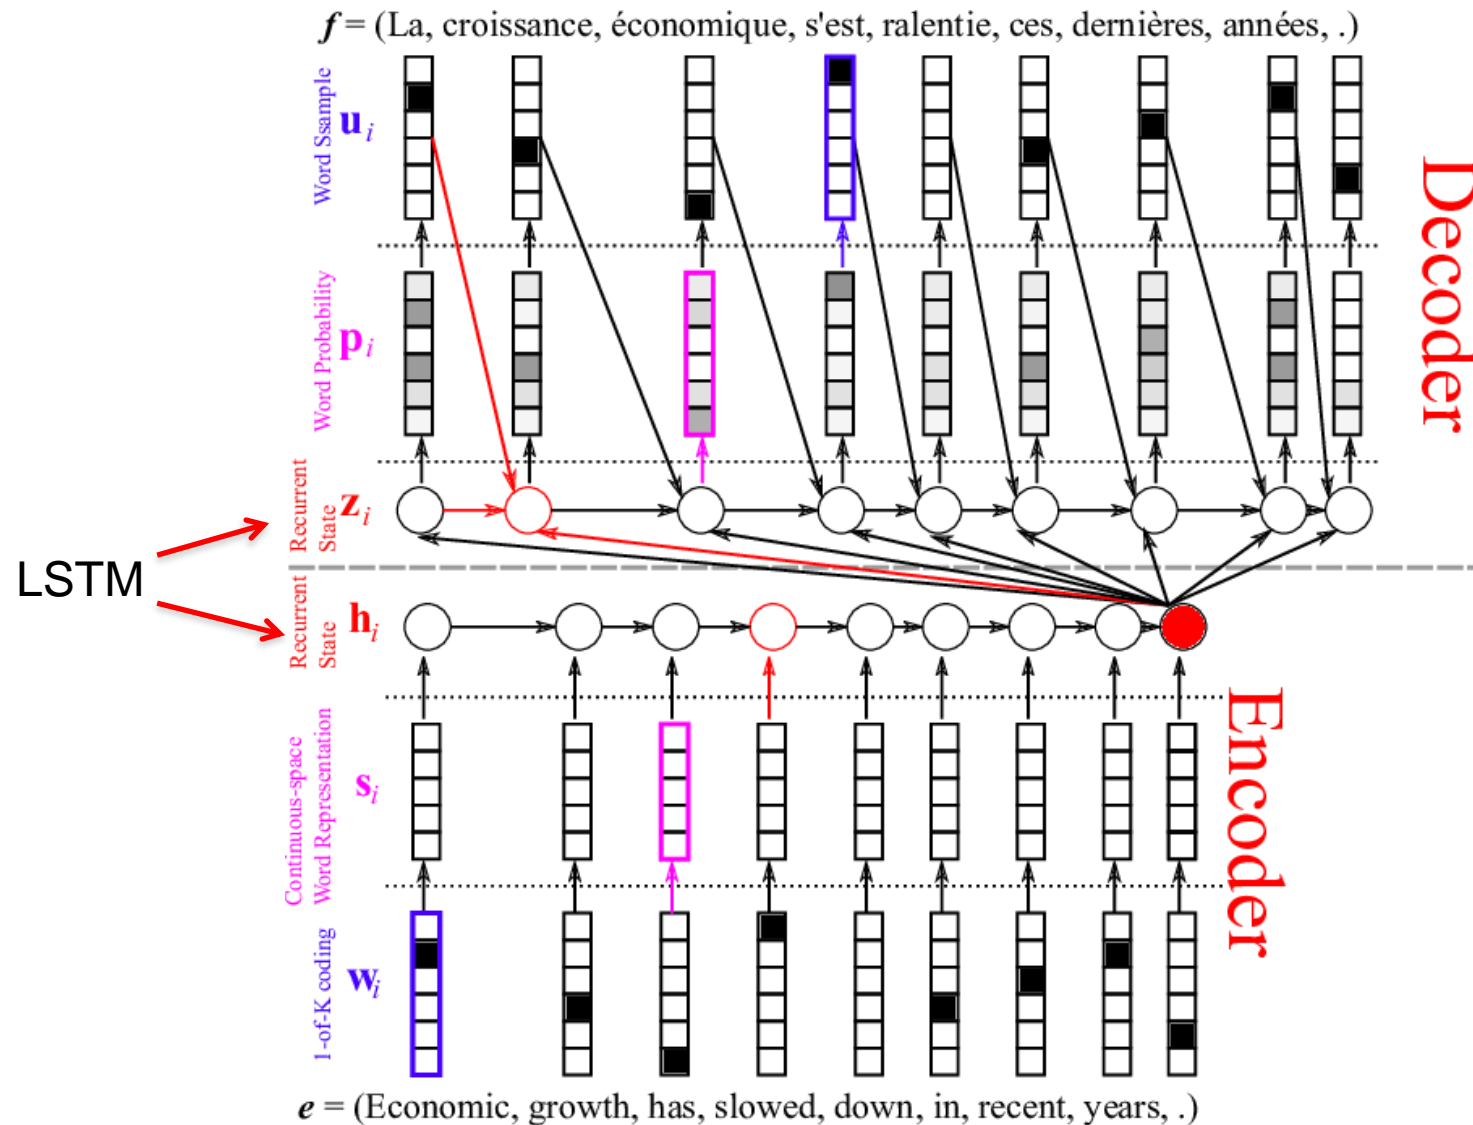 f = (La, croissance, économique, s'est, ralentie, ces, dernières, années, .)
Word Ssample
u_i
Word Probability
p_i
Decoder
Recurrent
State
z_i
LSTM
Recurrent
State
h_i
Continuous-space
Word Representation
s_i
Encoder
1-of-K coding
w_i
e = (Economic, growth, has, slowed, down, in, recent, years, .)